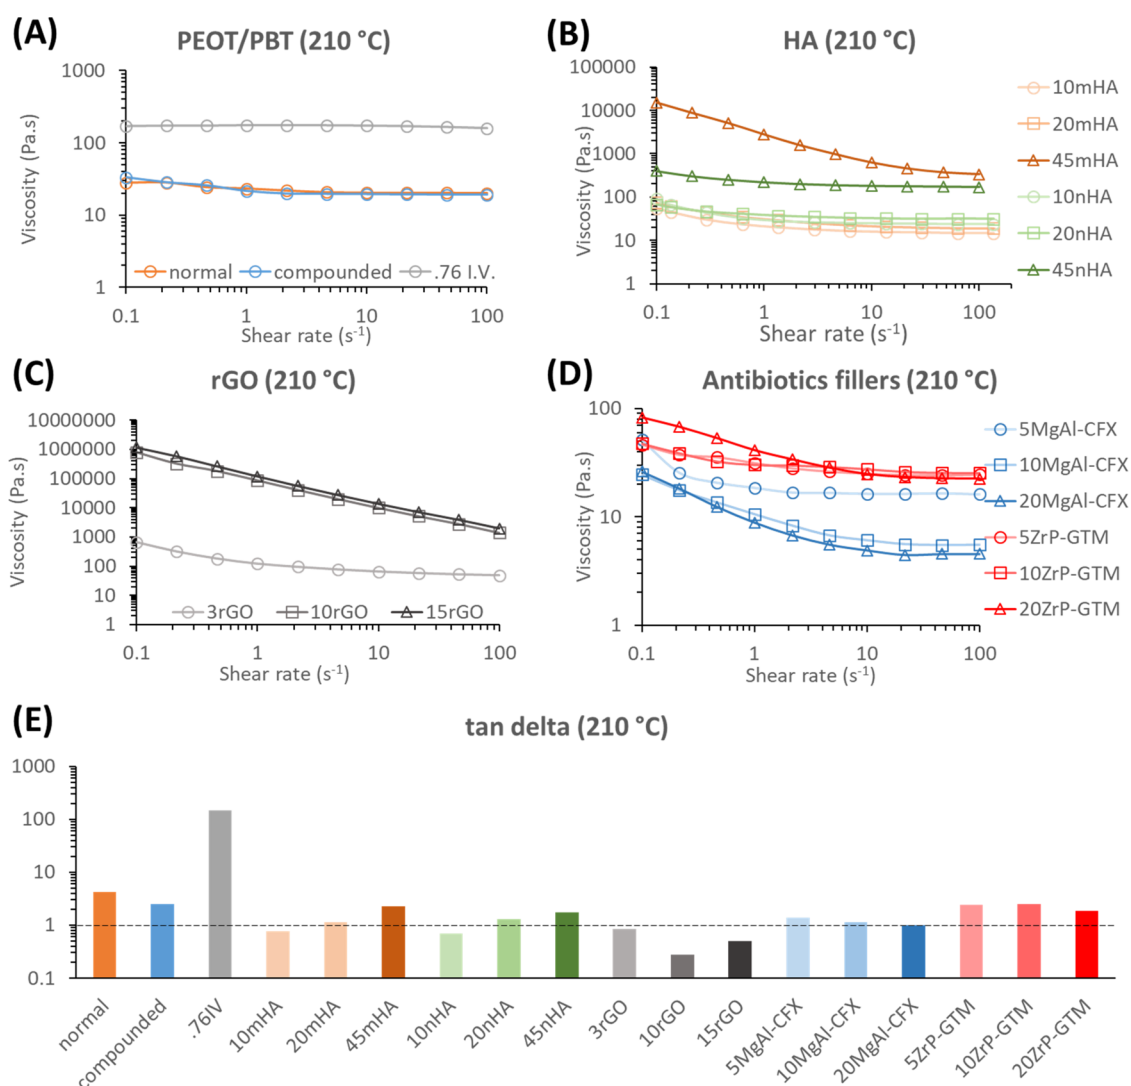 (A)
PEOT/PBT (210 °C)
1000
100
10
1
Viscosity (Pa.s)
normal compounded .76 I.V.
0.1 1 10 100
Shear rate (s-1)
(B)
HA (210 °C)
100000
10000
1000
100
10
1
Viscosity (Pa.s)
0.1 1 10 100
Shear rate (s-1)
10mHA
20mHA
45mHA
10nHA
20nHA
45nHA
(C)
rGO (210 °C)
10000000
1000000
100000
10000
1000
100
10
1
Viscosity (Pa.s)
3rGO 10rGO 15rGO
0.1 1 10 100
Shear rate (s-1)
(D)
Antibiotics fillers (210 °C)
100
10
1
Viscosity (Pa.s)
0.1 1 10 100
Shear rate (s-1)
5MgAl-CFX
10MgAl-CFX
20MgAl-CFX
5ZrP-GTM
10ZrP-GTM
20ZrP-GTM
(E)
tan delta (210 °C)
1000
100
10
1
0.1
normal
compounded
.76IV
10mHA
20mHA
45mHA
10nHA
20nHA
45nHA
3rGO
10rGO
15rGO
5MgAl-CFX
10MgAl-CFX
20MgAl-CFX
5ZrP-GTM
10ZrP-GTM
20ZrP-GTM